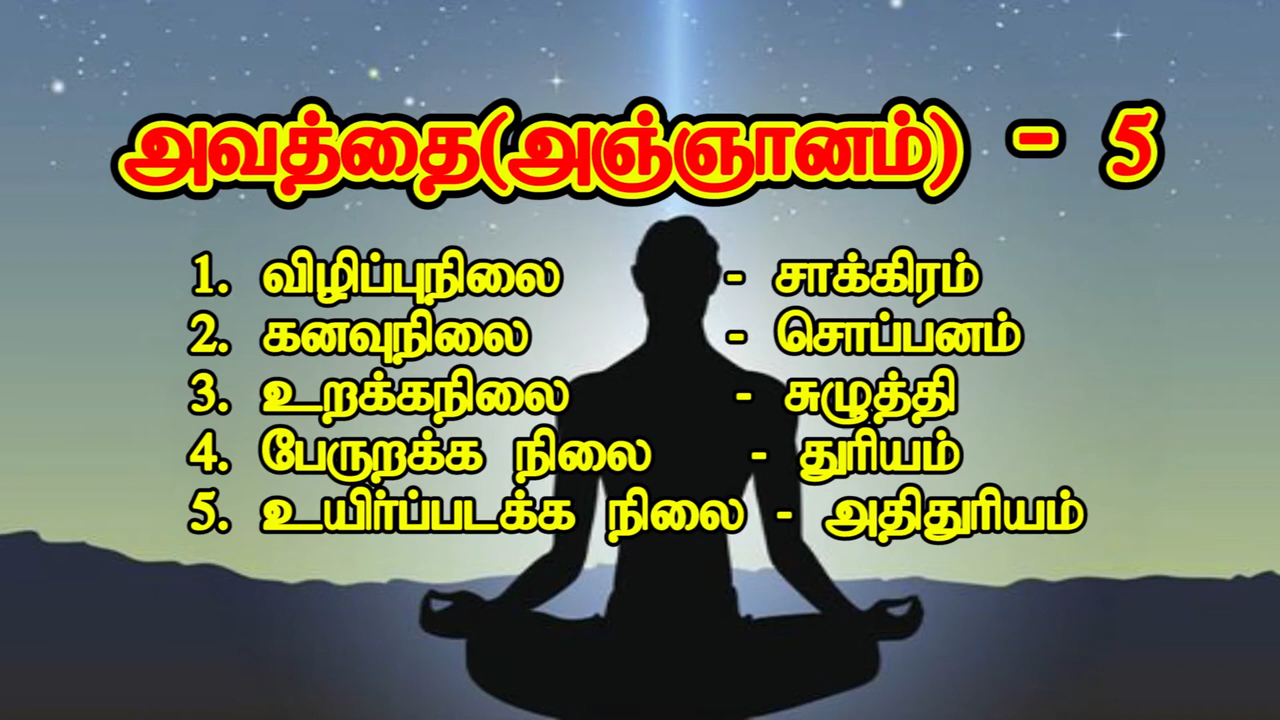 அவத்தை(அஞ்ஞானம்) - 5
1. விழிப்புநிலை - சாக்கிரம்
2. கனவுநிலை - சொப்பனம்
3. உறக்கநிலை - சுழுத்தி
4. பேருறக்க நிலை - துரியம்
5. உயிர்ப்படக்க நிலை - அதிதுரியம்